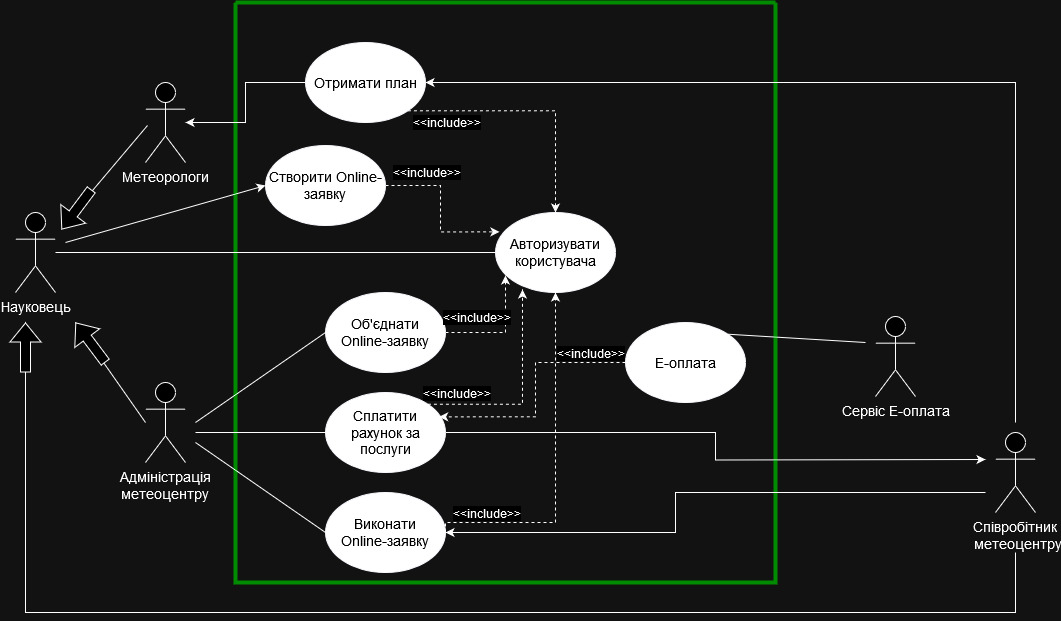 Отримати план
<<include>>
Метеорологи
Створити Online-
заявку
<<include>>
Авторизувати
користувача
Науковець
Об'єднати
Online-заявку
<<include>>
<<include>>
Е-оплата
Сервіс Е-оплата
<<include>>
Сплатити
рахунок за
послуги
Адміністрація
метеоцентру
<<include>>
Виконати
Online-заявку
Співробітник
метеоцентру